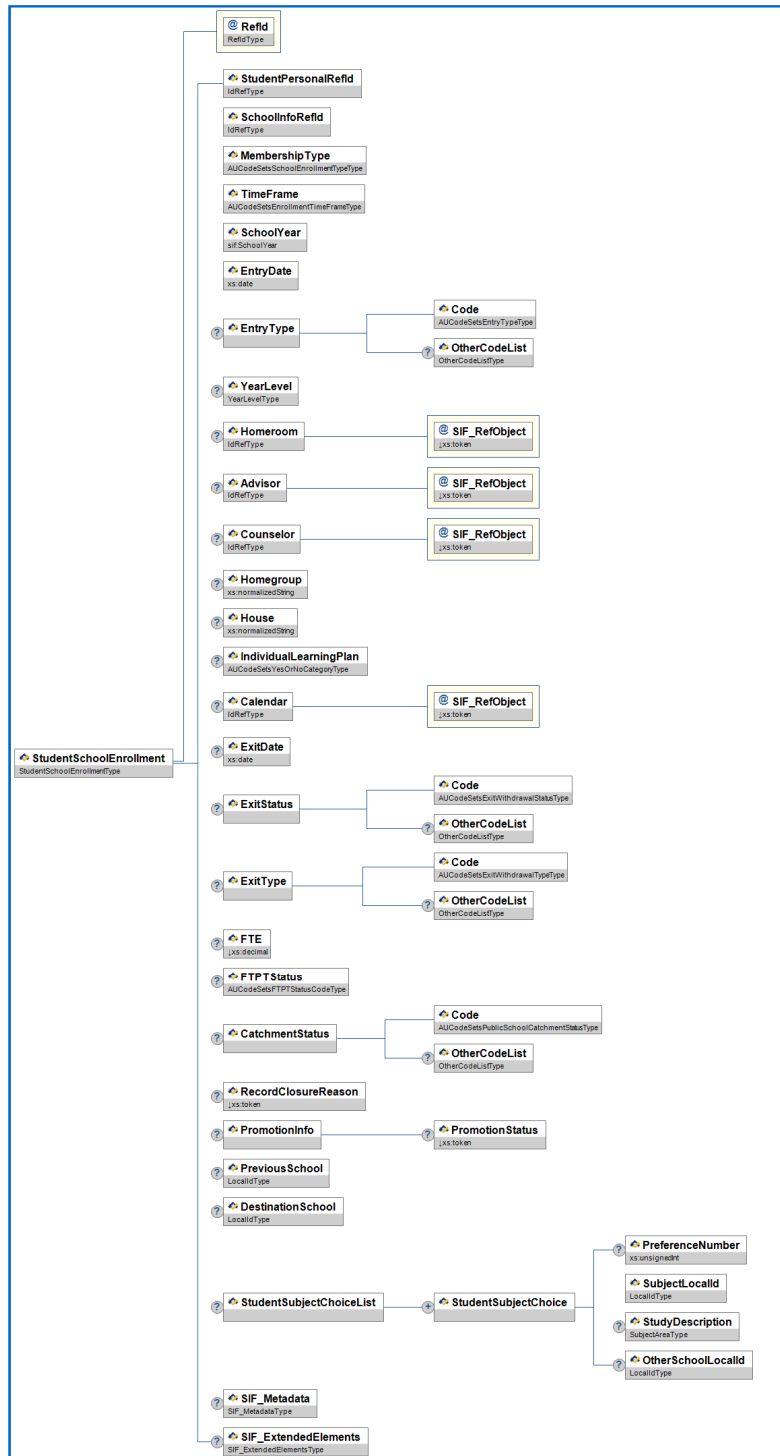 @ RefId
RefIdType
StudentPersonalRefId
IdRefType
SchoolInfoRefId
IdRefType
MembershipType
AUCodeSetsSchoolEnrollmentTypeType
TimeFrame
AUCodeSetsEnrollmentTimeFrameType
SchoolYear
sif:SchoolYear
EntryDate
xs:date
? EntryType
Code
AUCodeSetsEntryTypeType
? OtherCodeList
OtherCodeListType
? YearLevel
YearLevelType
? Homeroom
IdRefType
@ SIF_RefObject
↓xs:token
? Advisor
IdRefType
@ SIF_RefObject
↓xs:token
? Counselor
IdRefType
@ SIF_RefObject
↓xs:token
? Homegroup
xs:normalizedString
? House
xs:normalizedString
? IndividualLearningPlan
AUCodeSetsYesOrNoCategoryType
? Calendar
IdRefType
@ SIF_RefObject
↓xs:token
StudentSchoolEnrollment
StudentSchoolEnrollmentType
? ExitDate
xs:date
? ExitStatus
Code
AUCodeSetsExitWithdrawalStatusType
? OtherCodeList
OtherCodeListType
? ExitType
Code
AUCodeSetsExitWithdrawalTypeType
? OtherCodeList
OtherCodeListType
? FTE
↓xs:decimal
? FTPTStatus
AUCodeSetsFTPTStatusCodeType
? CatchmentStatus
Code
AUCodeSetsPublicSchoolCatchmentStatusType
? OtherCodeList
OtherCodeListType
? RecordClosureReason
↓xs:token
? PromotionInfo
? PromotionStatus
↓xs:token
? PreviousSchool
LocalIdType
? DestinationSchool
LocalIdType
? StudentSubjectChoiceList
+ StudentSubjectChoice
? PreferenceNumber
xs:unsignedInt
SubjectLocalId
LocalIdType
? StudyDescription
SubjectAreaType
? OtherSchoolLocalId
LocalIdType
? SIF_Metadata
SIF_MetadataType
? SIF_ExtendedElements
SIF_ExtendedElementsType